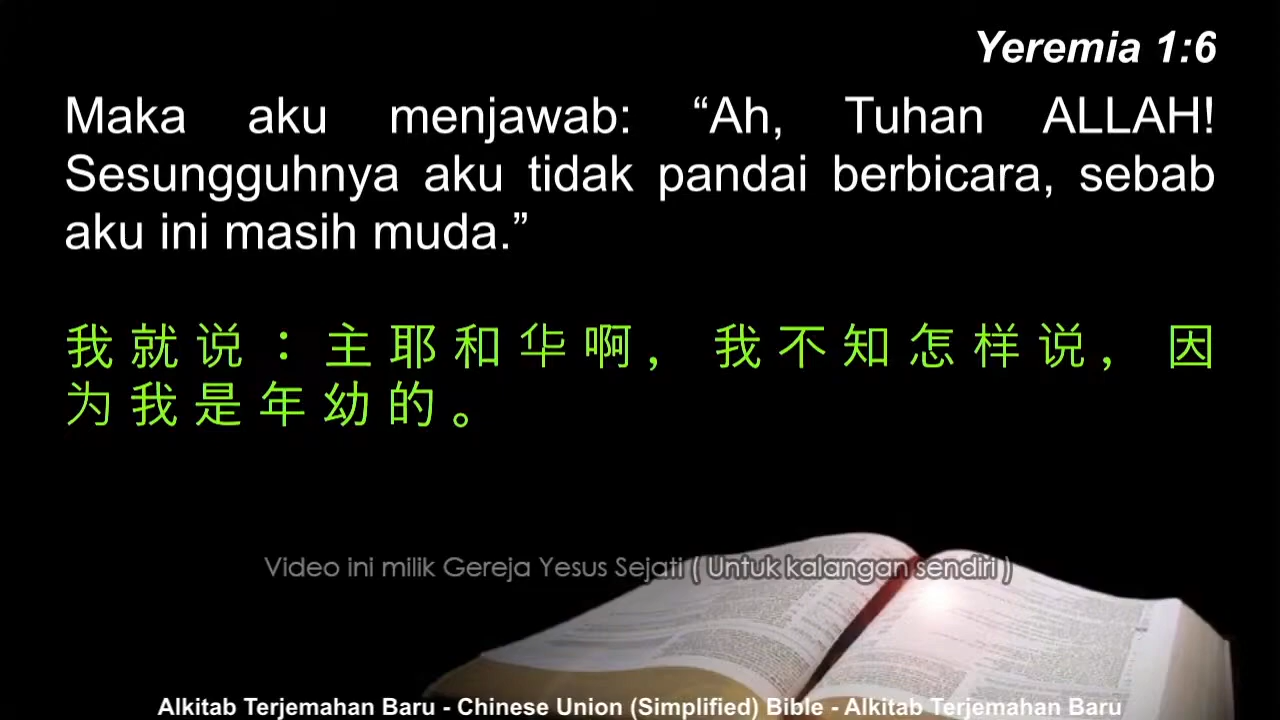 Yeremia 1:6
Maka aku menjawab: “Ah, Tuhan ALLAH!
Sesungguhnya aku tidak pandai berbicara, sebab
aku ini masih muda.”
我就说：主耶和华啊，我不知怎样说，因
为我是年幼的。
Video ini milik Gereja Yesus Sejati ( Untuk kalangan sendiri )
Alkitab Terjemahan Baru - Chinese Union (Simplified) Bible - Alkitab Terjemahan Baru